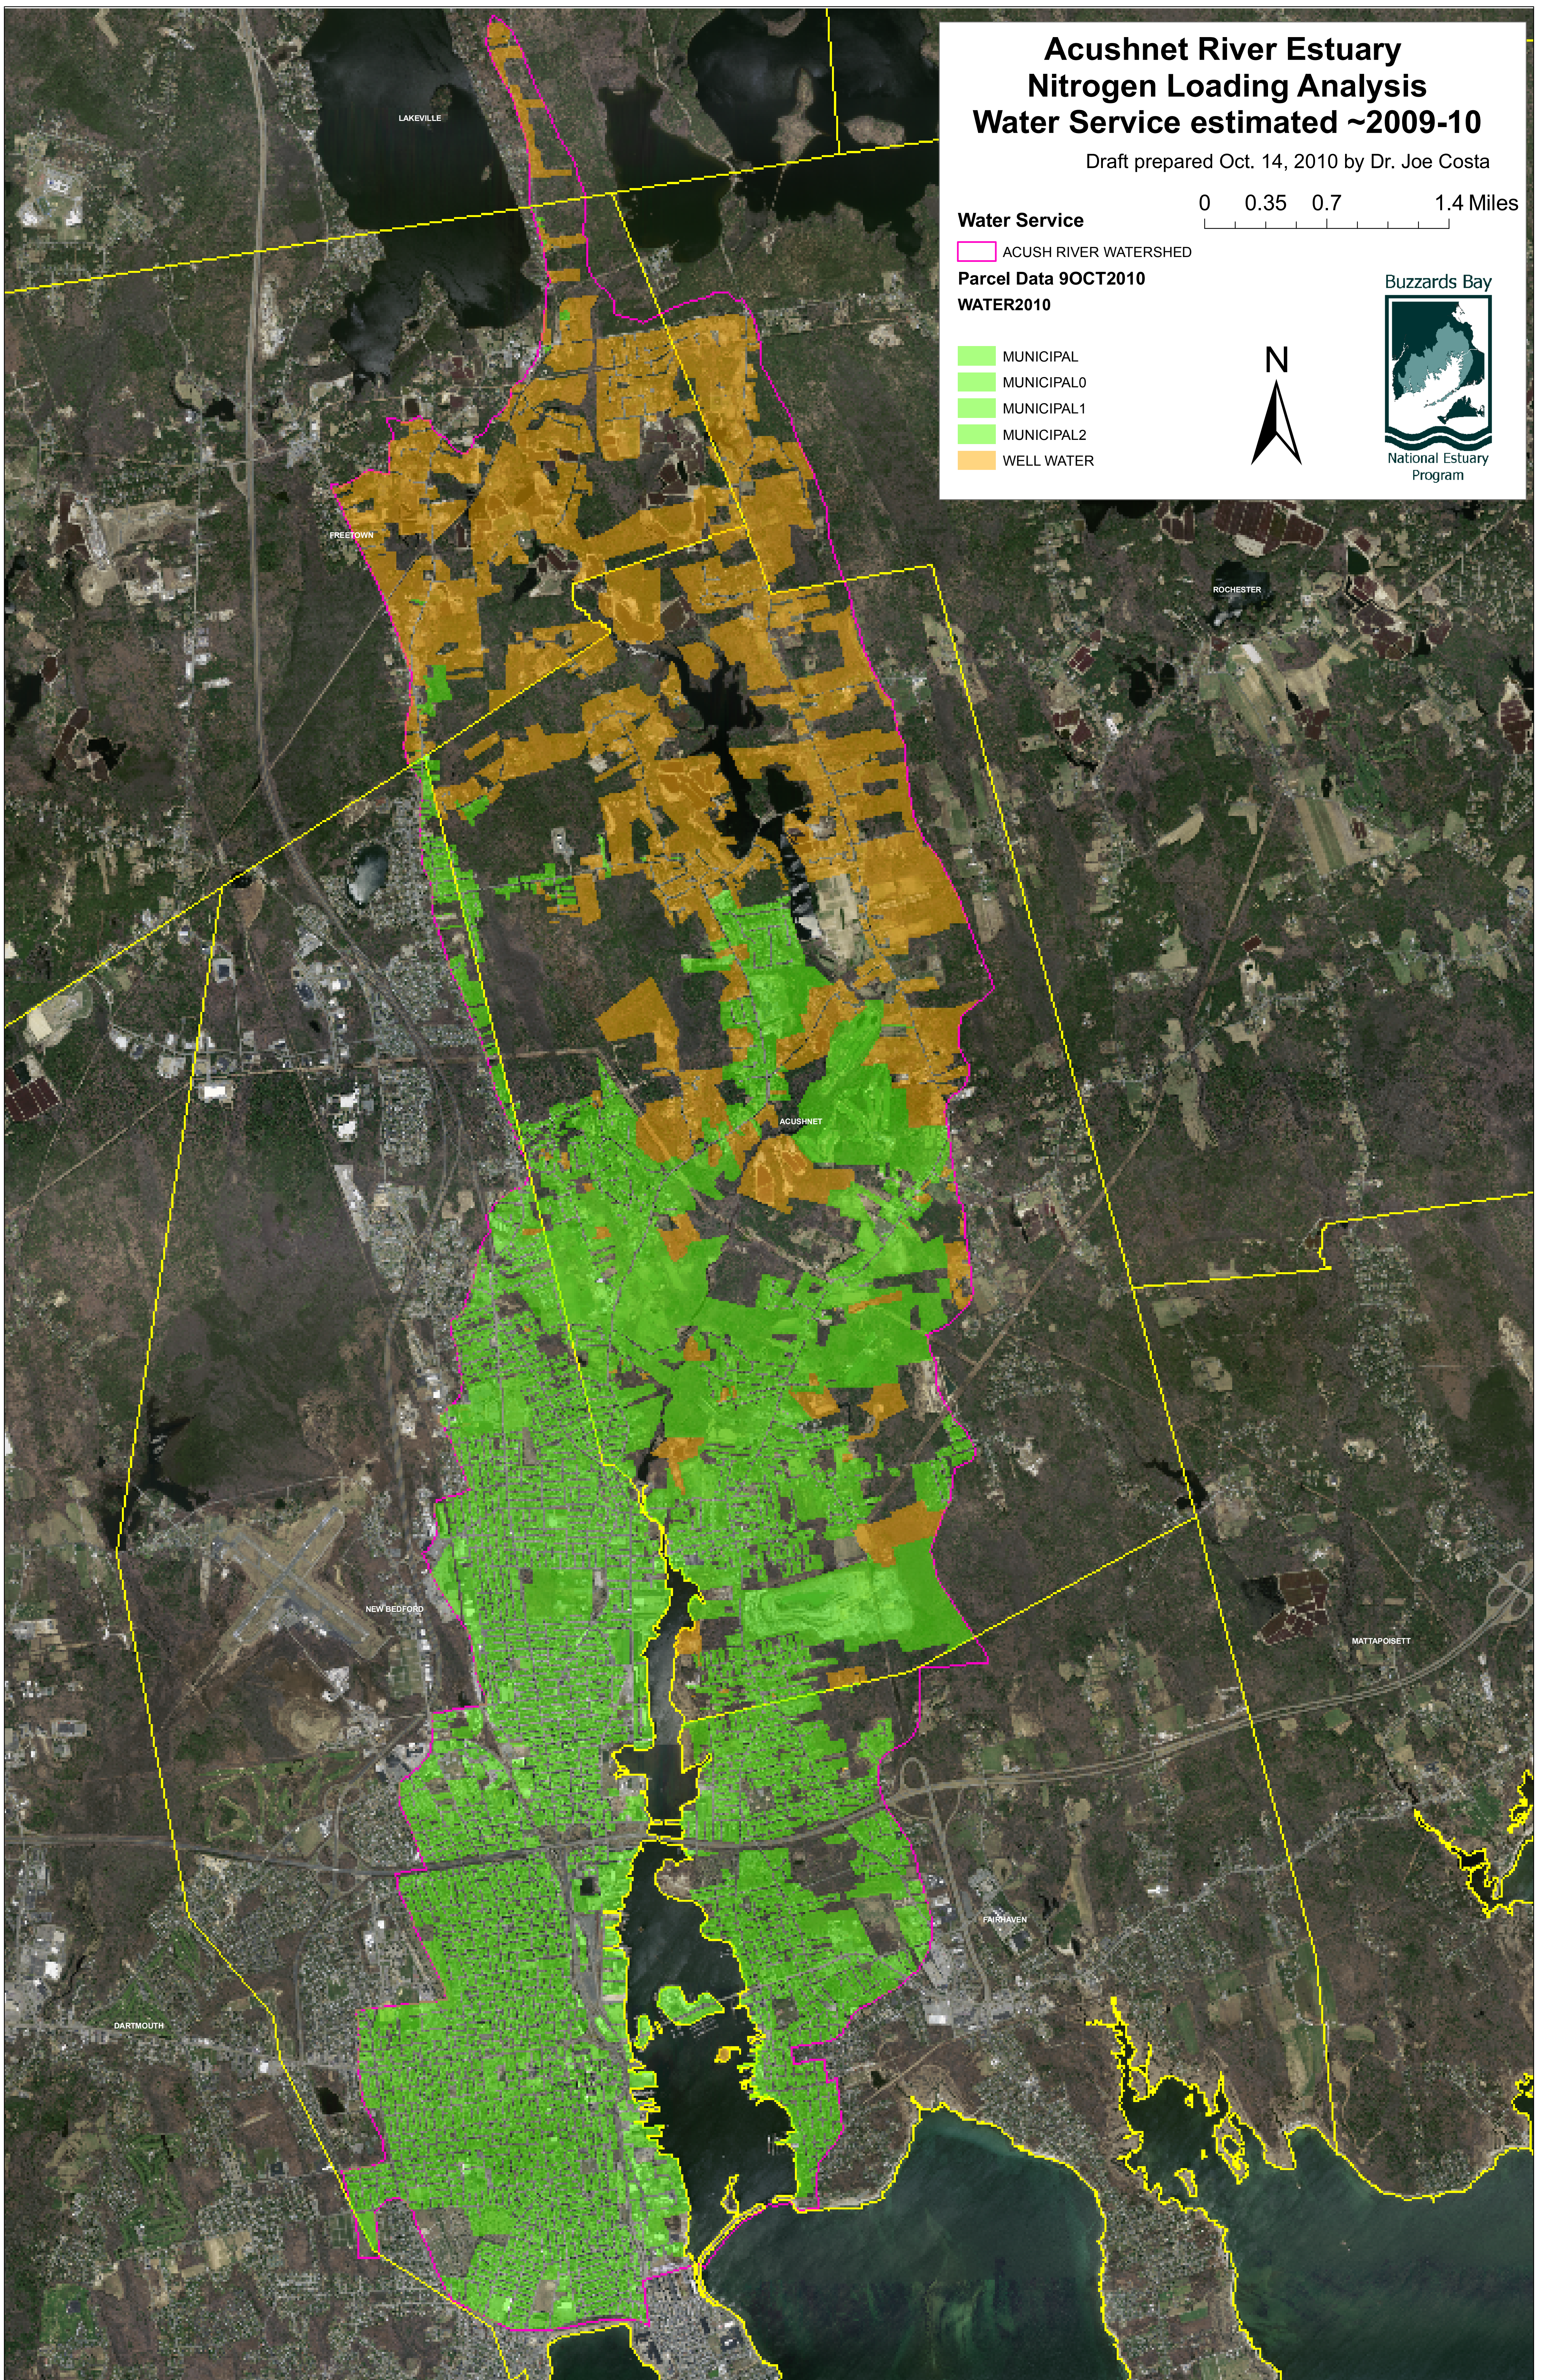 Acushnet River Estuary
Nitrogen Loading Analysis
Water Service estimated ~2009-10
Draft prepared Oct. 14, 2010 by Dr. Joe Costa
0 0.35 0.7 1.4 Miles
Water Service
ACUSH RIVER WATERSHED
Parcel Data 9OCT2010
WATER2010
MUNICIPAL
MUNICIPAL0
MUNICIPAL1
MUNICIPAL2
WELL WATER
N
Buzzards Bay
National Estuary
Program
LAKEVILLE
FREETOWN
ROCHESTER
ACUSHNET
NEW BEDFORD
MATTAPOISETT
FAIRHAVEN
DARTMOUTH